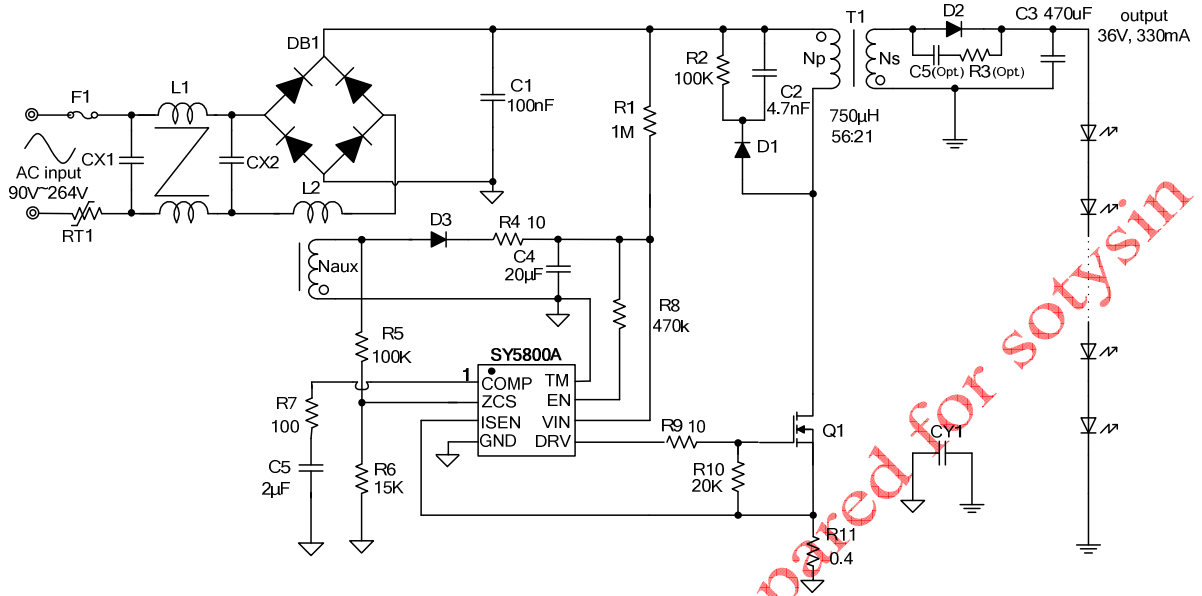 T1
D2
C3 470uF
output
36V, 330mA
DB1
R2
100K
Np
Ns
C5(Opt.)
R3(Opt.)
C1
100nF
C2
4.7nF
F1
L1
R1
1M
750µH
56:21
D1
AC input
90V~264V
CX1
CX2
L2
RT1
D3
R4 10
Naux
C4
20µF
R8
470k
R5
100K
SY5800A
1
COMP
TM
ZCS
EN
ISEN
VIN
GND
DRV
R7
100
R9 10
Q1
CY1
C5
2µF
R6
15K
R10
20K
R11
0.4
pared for sotysin